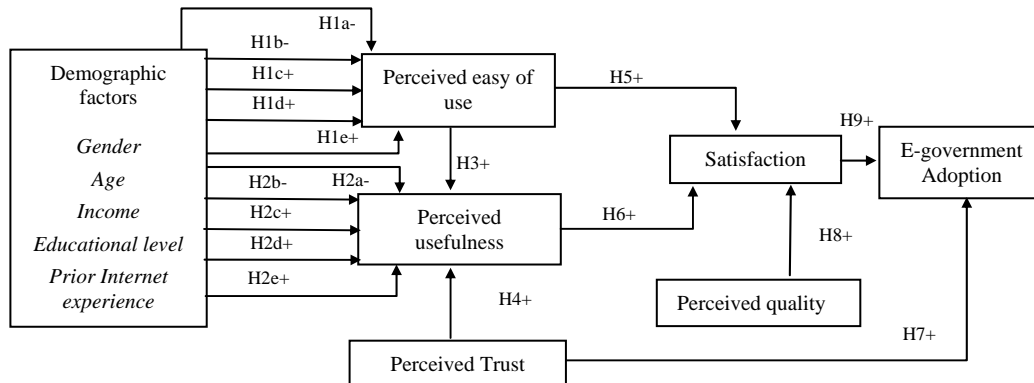 H1a-
H1b-
H1c+
H1d+
H1e+
Demographic
factors
Gender
Age
Income
Educational level
Prior Internet
experience
Perceived easy of
use
H5+
H3+
H2a-
H2b-
H2c+
H2d+
H2e+
Perceived
usefulness
H6+
H4+
Perceived Trust
Satisfaction
H9+
E-government
Adoption
H8+
Perceived quality
H7+